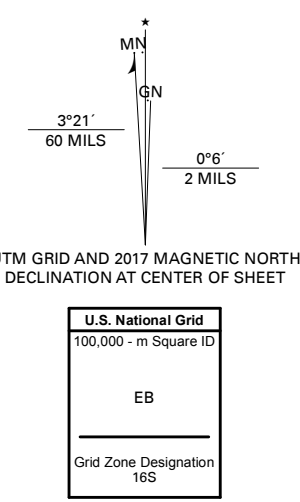 ★
MN
GN
3°21´
60 MILS
0°6´
2 MILS
UTM GRID AND 2017 MAGNETIC NORTH
DECLINATION AT CENTER OF SHEET
U.S. National Grid
100,000 - m Square ID
EB
Grid Zone Designation
16S